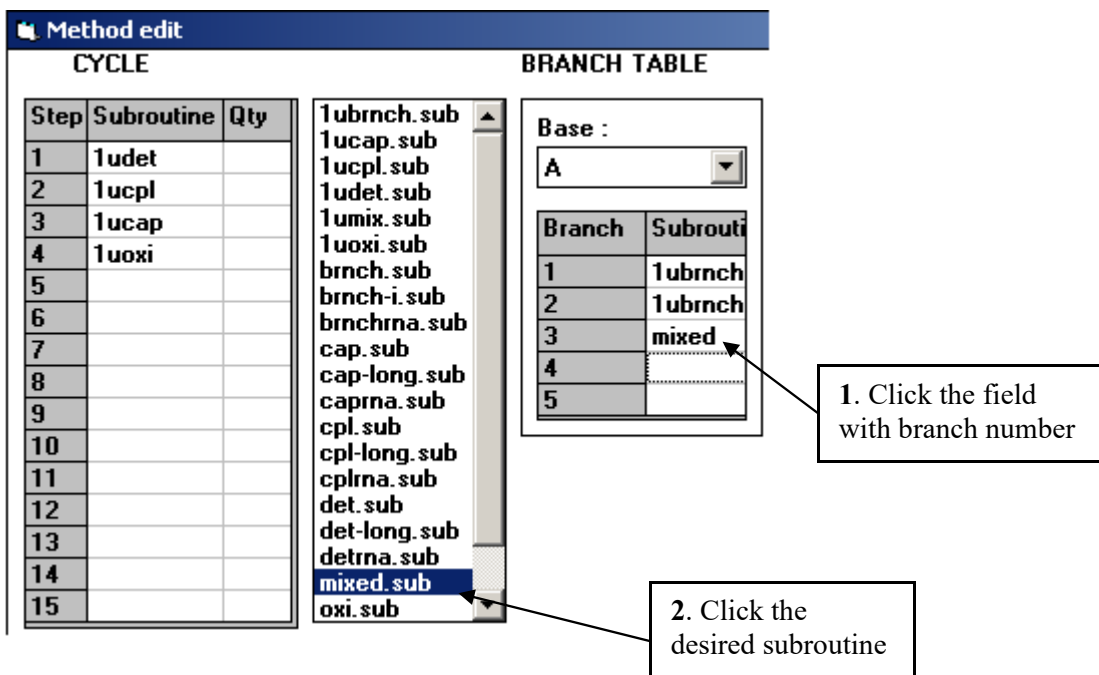 Method edit
CYCLE
BRANCH TABLE
Step Subroutine Qty
1 1udet
2 1ucpl
3 1ucap
4 1uoxi
5
6
7
8
9
10
11
12
13
14
15
1ubrnch.sub
1ucap.sub
1ucpl.sub
1udet.sub
1umix.sub
1uoxi.sub
brnch.sub
brnch-i.sub
brnchrna.sub
cap.sub
cap-long.sub
caprna.sub
cpl.sub
cpl-long.sub
cplrna.sub
det.sub
det-long.sub
detrna.sub
mixed.sub
oxi.sub
Base :
A
Branch Subrouti
1 1ubrnch
2 1ubrnch
3 mixed
4
5
1. Click the field
with branch number
2. Click the
desired subroutine